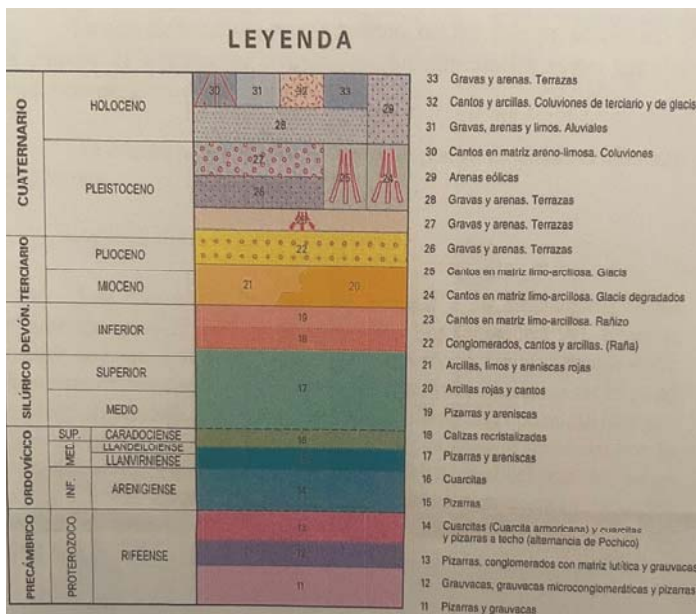 LEYENDA
CUATERNARIO
HOLOCENO
30
31
32
33
29
28
PLEISTOCENO
27
26
25
24
23
TERCIARIO
PLIOCENO
22
MIOCENO
21
20
DEVÓN.
INFERIOR
19
18
SILÚRICO
SUPERIOR
17
MEDIO
ORDOVÍCICO
SUP.
CARADOCIENSE
16
MED.
LLANDEILOIENSE
LLANVIRNIENSE
15
INF.
ARENIGIENSE
14
PRECÁMBRICO
PROTEROZOCO
RIFEENSE
13
12
11
33 Gravas y arenas. Terrazas
32 Cantos y arcillas. Coluviones de terciario y de glacis
31 Gravas, arenas y limos. Aluviales
30 Cantos en matriz areno-limosa. Coluviones
29 Arenas eólicas
28 Gravas y arenas. Terrazas
27 Gravas y arenas. Terrazas
26 Gravas y arenas. Terrazas
25 Cantos en matriz limo-arcillosa. Glacis
24 Cantos en matriz limo-arcillosa. Glacis degradados
23 Cantos en matriz limo-arcillosa. Rañizo
22 Conglomerados, cantos y arcillas. (Raña)
21 Arcillas, limos y areniscas rojas
20 Arcillas rojas y cantos
19 Pizarras y areniscas
18 Calizas recristalizadas
17 Pizarras y areniscas
16 Cuarcitas
15 Pizarras
14 Cuarcitas (Cuarcita armoricana) y cuarcitas
y pizarras a techo (alternancia de Pochico)
13 Pizarras, conglomerados con matriz lutítica y grauvacas
12 Grauvacas, grauvacas microconglomeráticas y pizarras
11 Pizarras y grauvacas